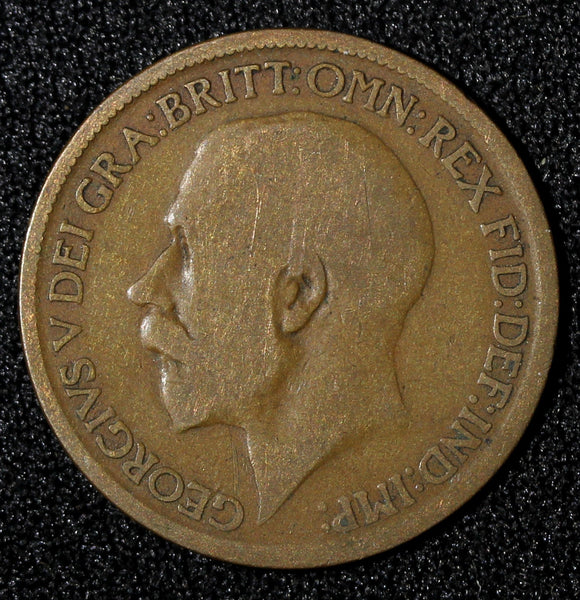 GEORGIVS V DEI GRA:BRITT:OMN:REX FID:DEF:IND:IMP: